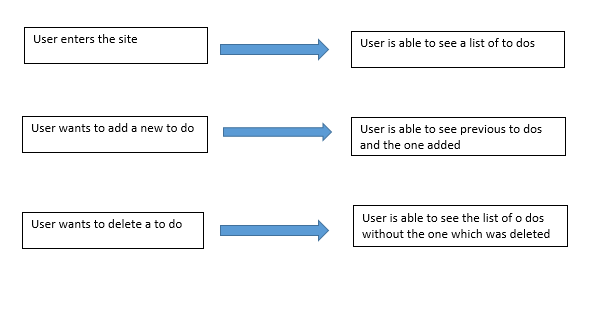 User enters the site
User is able to see a list of to dos
User wants to add a new to do
User is able to see previous to dos
and the one added
User wants to delete a to do
User is able to see the list of o dos
without the one which was deleted